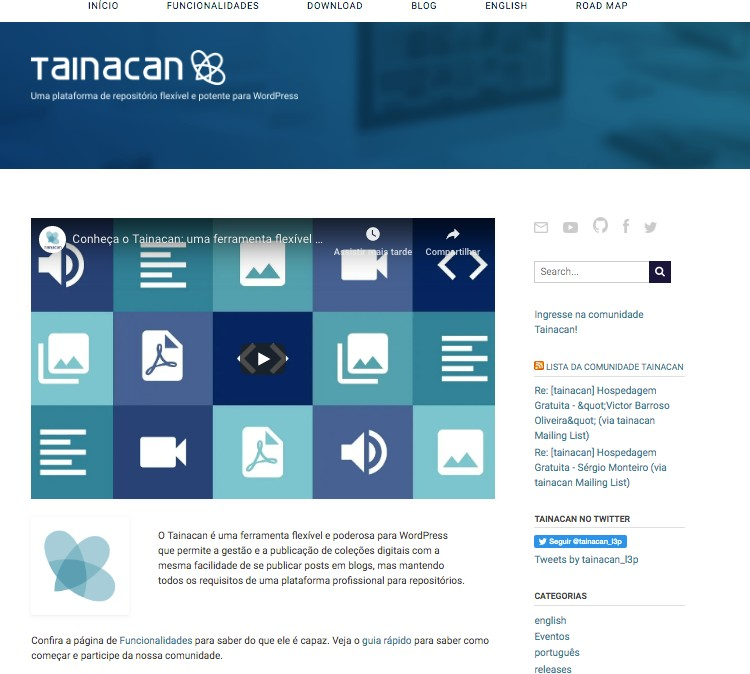 INÍCIO FUNCIONALIDADES DOWNLOAD BLOG ENGLISH ROAD MAP
TAINACAN
Uma plataforma de repositório flexível e potente para WordPress
Conheça o Tainacan: uma ferramenta flexível ...
Assistir mais tarde
Compartilhar
O Tainacan é uma ferramenta flexível e poderosa para WordPress
que permite a gestão e a publicação de coleções digitais com a
mesma facilidade de se publicar posts em blogs, mas mantendo
todos os requisitos de uma plataforma profissional para repositórios.
Confira a página de Funcionalidades para saber do que ele é capaz. Veja o guia rápido para saber como
começar e participe da nossa comunidade.
Search...
Ingresse na comunidade
Tainacan!
LISTA DA COMUNIDADE TAINACAN
Re: [tainacan] Hospedagem
Gratuita - &quot;Victor Barroso
Oliveira&quot; (via tainacan
Mailing List)
Re: [tainacan] Hospedagem
Gratuita - Sérgio Monteiro (via
tainacan Mailing List)
TAINACAN NO TWITTER
Seguir @tainacan_l3p
Tweets by tainacan_l3p
CATEGORIAS
english
Eventos
português
releases